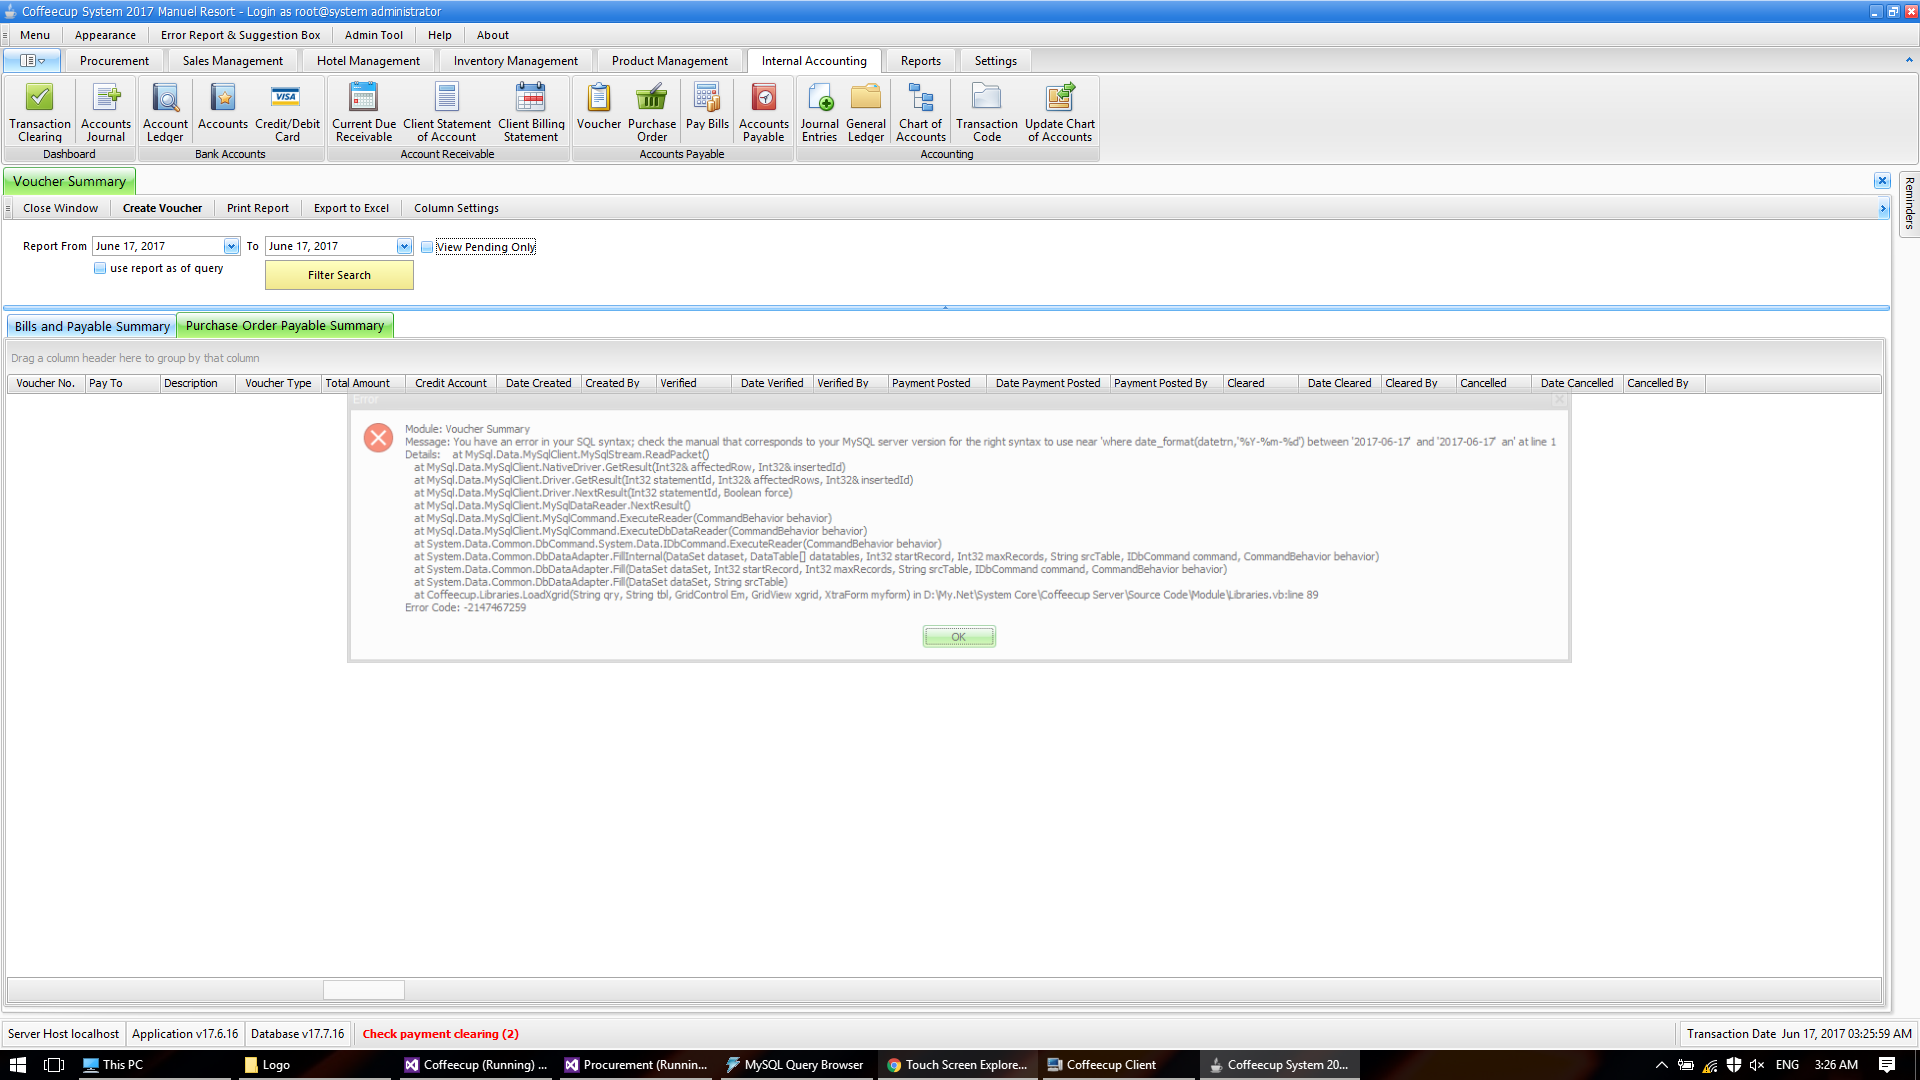 Coffeecup System 2017 Manuel Resort - Login as root@system administrator
Menu Appearance Error Report & Suggestion Box Admin Tool Help About
Procurement Sales Management Hotel Management Inventory Management Product Management Internal Accounting Reports Settings
Transaction Clearing Accounts Journal Account Ledger Accounts Credit/Debit Card Current Due Receivable Client Statement of Account Client Billing Statement Voucher Purchase Order Pay Bills Accounts Payable Journal Entries General Ledger Chart of Accounts Transaction Code Update Chart of Accounts
VISA
Dashboard Bank Accounts Account Receivable Accounts Payable Accounting
Voucher Summary
Reminders
Close Window Create Voucher Print Report Export to Excel Column Settings
Report From June 17, 2017 To June 17, 2017 View Pending Only
use report as of query Filter Search
Bills and Payable Summary Purchase Order Payable Summary
Drag a column header here to group by that column
Voucher No. Pay To Description Voucher Type Total Amount Credit Account Date Created Created By Verified Date Verified Verified By Payment Posted Date Payment Posted Payment Posted By Cleared Date Cleared Cleared By Cancelled Date Cancelled Cancelled By
Error
Module: Voucher Summary
Message: You have an error in your SQL syntax; check the manual that corresponds to your MySQL server version for the right syntax to use near 'where date_format(datetrn,'%Y-%m-%d') between '2017-06-17'  and '2017-06-17'  an' at line 1
Details:    at MySql.Data.MySqlClient.MySqlStream.ReadPacket()
at MySql.Data.MySqlClient.NativeDriver.GetResult(Int32& affectedRow, Int32& insertedId)
at MySql.Data.MySqlClient.Driver.GetResult(Int32 statementId, Int32& affectedRows, Int32& insertedId)
at MySql.Data.MySqlClient.Driver.NextResult(Int32 statementId, Boolean force)
at MySql.Data.MySqlClient.MySqlDataReader.NextResult()
at MySql.Data.MySqlClient.MySqlCommand.ExecuteReader(CommandBehavior behavior)
at MySql.Data.MySqlClient.MySqlCommand.ExecuteDbDataReader(CommandBehavior behavior)
at System.Data.Common.DbCommand.System.Data.IDbCommand.ExecuteReader(CommandBehavior behavior)
at System.Data.Common.DbDataAdapter.FillInternal(DataSet dataset, DataTable[] datatables, Int32 startRecord, Int32 maxRecords, String srcTable, IDbCommand command, CommandBehavior behavior)
at System.Data.Common.DbDataAdapter.Fill(DataSet dataSet, Int32 startRecord, Int32 maxRecords, String srcTable, IDbCommand command, CommandBehavior behavior)
at System.Data.Common.DbDataAdapter.Fill(DataSet dataSet, String srcTable)
at Coffeecup.Libraries.LoadXgrid(String qry, String tbl, GridControl Em, GridView xgrid, XtraForm myform) in D:\My.Net\System Core\Coffeecup Server\Source Code\Module\Libraries.vb:line 89
Error Code: -2147467259
OK
Server Host localhost Application v17.6.16 Database v17.7.16 Check payment clearing (2) Transaction Date Jun 17, 2017 03:25:59 AM
This PC Logo Coffeecup (Running) ... Procurement (Runnin... MySQL Query Browser Touch Screen Explore... Coffeecup Client Coffeecup System 20... ENG 3:26 AM